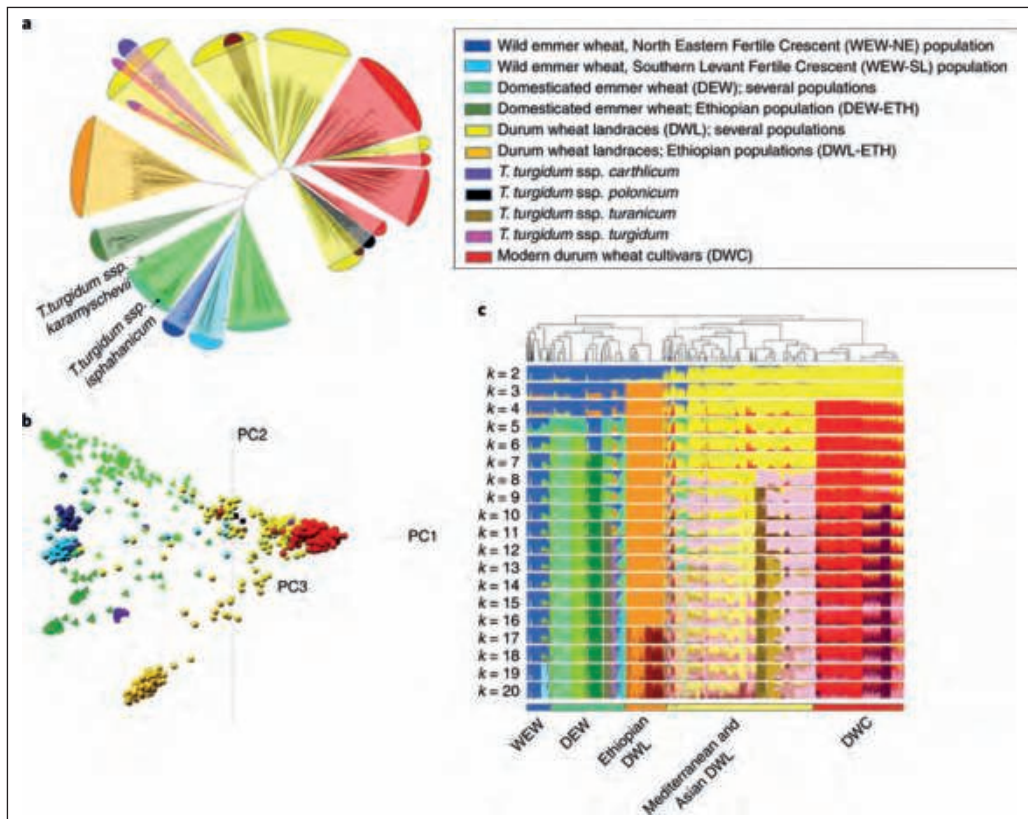 a
Wild emmer wheat, North Eastern Fertile Crescent (WEW-NE) population
Wild emmer wheat, Southern Levant Fertile Crescent (WEW-SL) population
Domesticated emmer wheat (DEW); several populations
Domesticated emmer wheat; Ethiopian population (DEW-ETH)
Durum wheat landraces (DWL); several populations
Durum wheat landraces; Ethiopian populations (DWL-ETH)
T. turgidum ssp. carthlicum
T. turgidum ssp. polonicum
T. turgidum ssp. turanicum
T. turgidum ssp. turgidum
Modern durum wheat cultivars (DWC)
T.turgidum ssp.
karamyschevii
T.turgidum ssp.
isphahanicum
b
PC2
PC1
PC3
c
k = 2
k = 3
k = 4
k = 5
k = 6
k = 7
k = 8
k = 9
k = 10
k = 11
k = 12
k = 13
k = 14
k = 15
k = 16
k = 17
k = 18
k = 19
k = 20
WEW
DEW
Ethiopian
DWL
Mediterranean and
Asian DWL
DWC